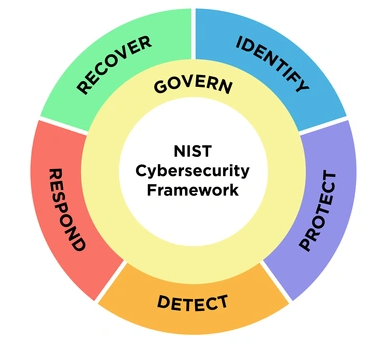 RECOVER
IDENTIFY
GOVERN
NIST
Cybersecurity
Framework
RESPOND
PROTECT
DETECT